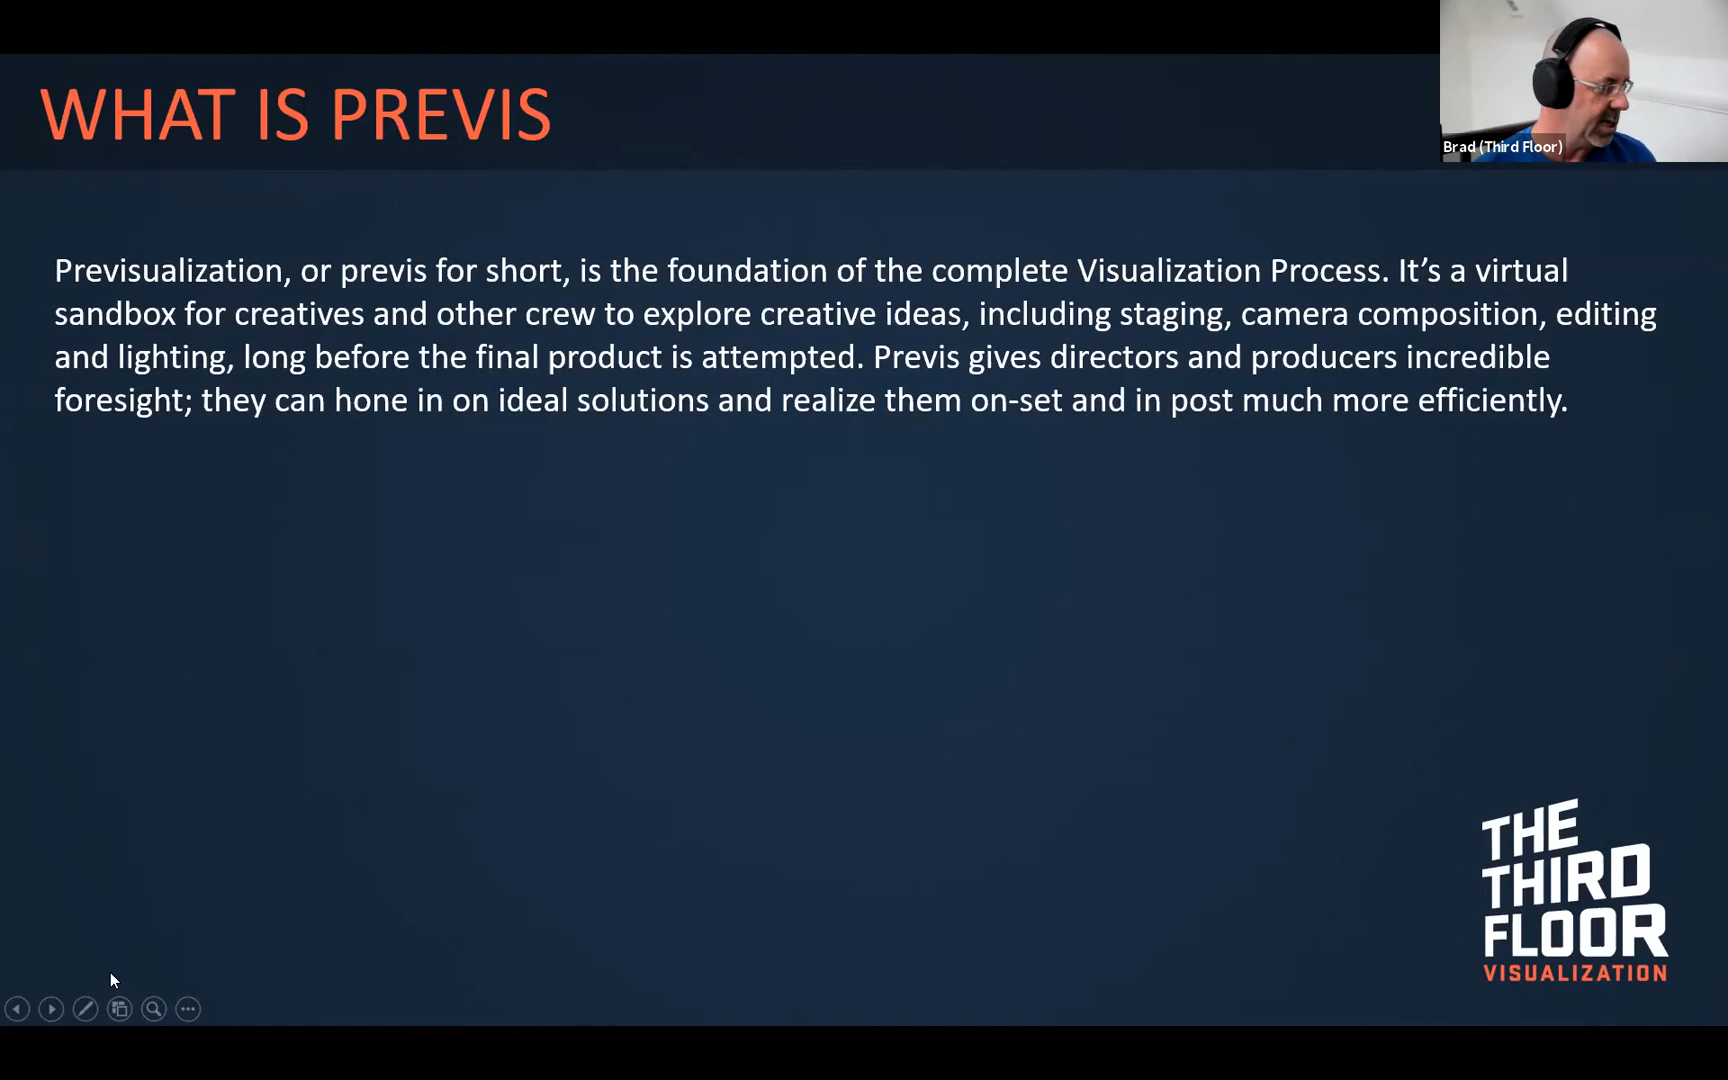 WHAT IS PREVIS
Brad (Third Floor)
Previsualization, or previs for short, is the foundation of the complete Visualization Process. It’s a virtual
sandbox for creatives and other crew to explore creative ideas, including staging, camera composition, editing
and lighting, long before the final product is attempted. Previs gives directors and producers incredible
foresight; they can hone in on ideal solutions and realize them on-set and in post much more efficiently.
THE
THIRD
FLOOR
VISUALIZATION